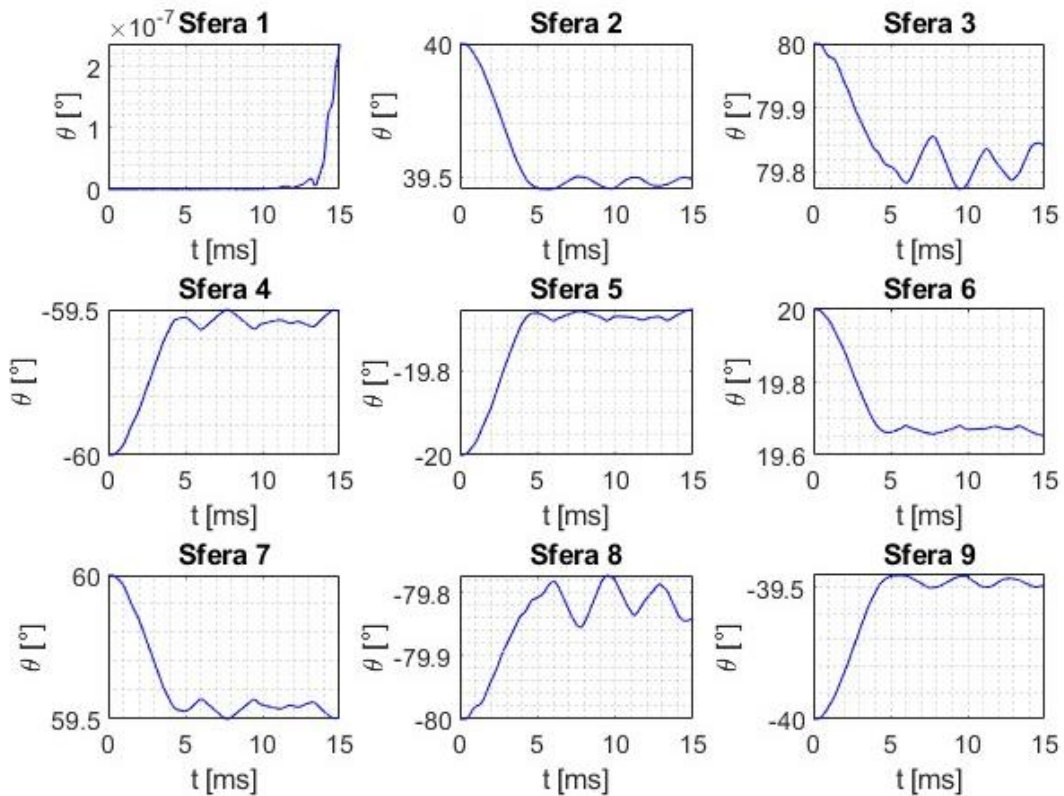 ×10⁻⁷ Sfera 1 Sfera 2 Sfera 3
θ [°] 2 1 0
θ [°] 40 39.5
θ [°] 80 79.9 79.8
0 5 10 15 0 5 10 15 0 5 10 15
t [ms] t [ms] t [ms]
Sfera 4 Sfera 5 Sfera 6
θ [°] -59.5 -60
θ [°] -19.8 -20
θ [°] 20 19.8 19.6
0 5 10 15 0 5 10 15 0 5 10 15
t [ms] t [ms] t [ms]
Sfera 7 Sfera 8 Sfera 9
θ [°] 60 59.5
θ [°] -79.8 -79.9 -80
θ [°] -39.5 -40
0 5 10 15 0 5 10 15 0 5 10 15
t [ms] t [ms] t [ms]